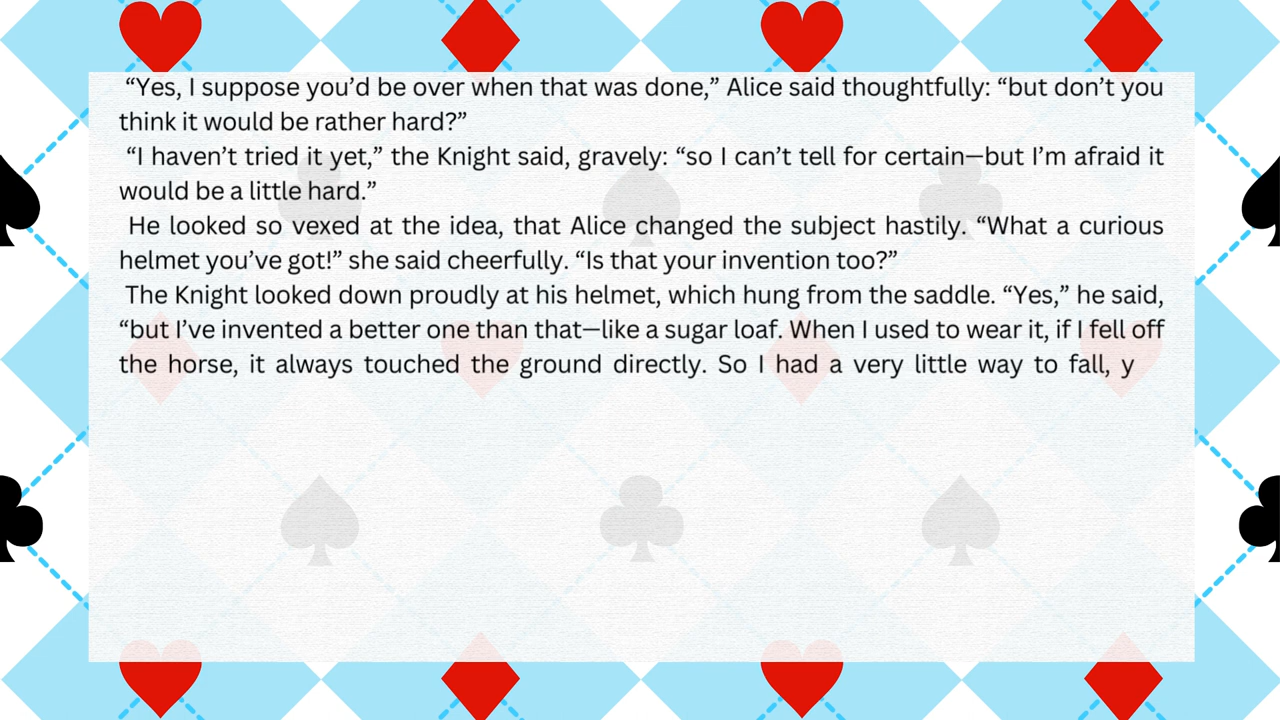 “Yes, I suppose you’d be over when that was done,” Alice said thoughtfully: “but don’t you
think it would be rather hard?”
“I haven’t tried it yet,” the Knight said, gravely: “so I can’t tell for certain—but I’m afraid it
would be a little hard.”
He looked so vexed at the idea, that Alice changed the subject hastily. “What a curious
helmet you’ve got!” she said cheerfully. “Is that your invention too?”
The Knight looked down proudly at his helmet, which hung from the saddle. “Yes,” he said,
“but I’ve invented a better one than that—like a sugar loaf. When I used to wear it, if I fell off
the horse, it always touched the ground directly. So I had a very little way to fall, y